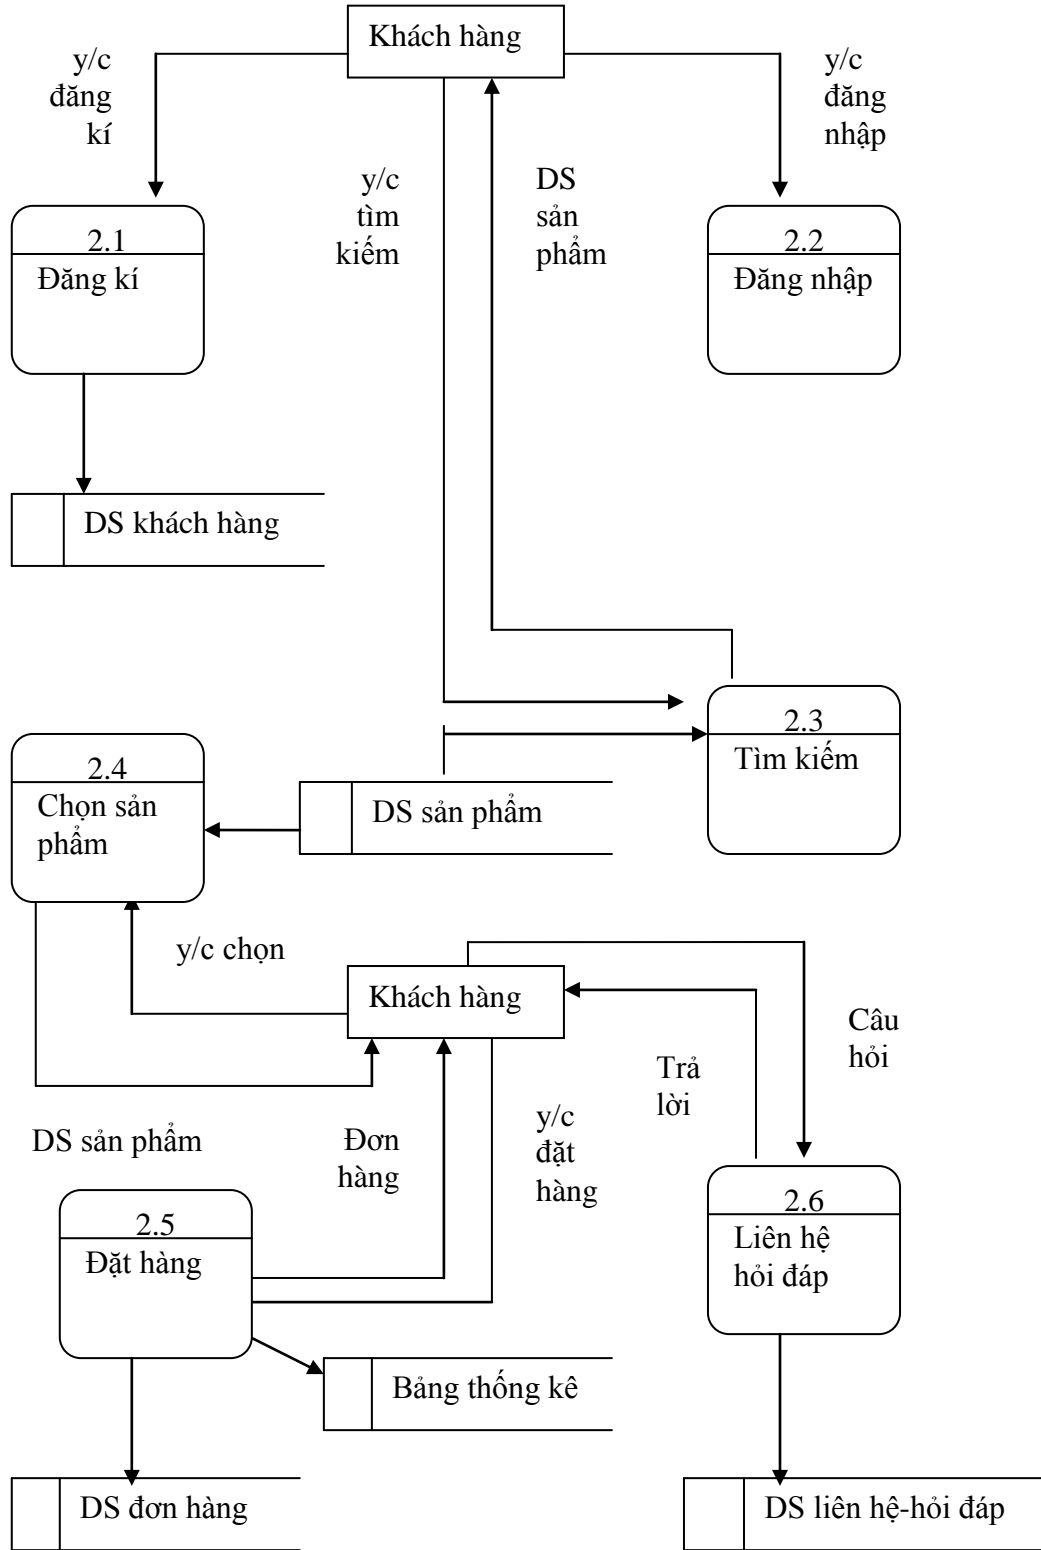 Khách hàng
y/c
đăng
kí
y/c
đăng
nhập
y/c
tìm
kiếm
DS
sản
phẩm
2.1
Đăng kí
2.2
Đăng nhập
DS khách hàng
2.3
Tìm kiếm
2.4
Chọn sản
phẩm
DS sản phẩm
y/c chọn
Khách hàng
Câu
hỏi
Trả
lời
DS sản phẩm
Đơn
hàng
y/c
đặt
hàng
2.5
Đặt hàng
2.6
Liên hệ
hỏi đáp
Bảng thống kê
DS đơn hàng
DS liên hệ-hỏi đáp